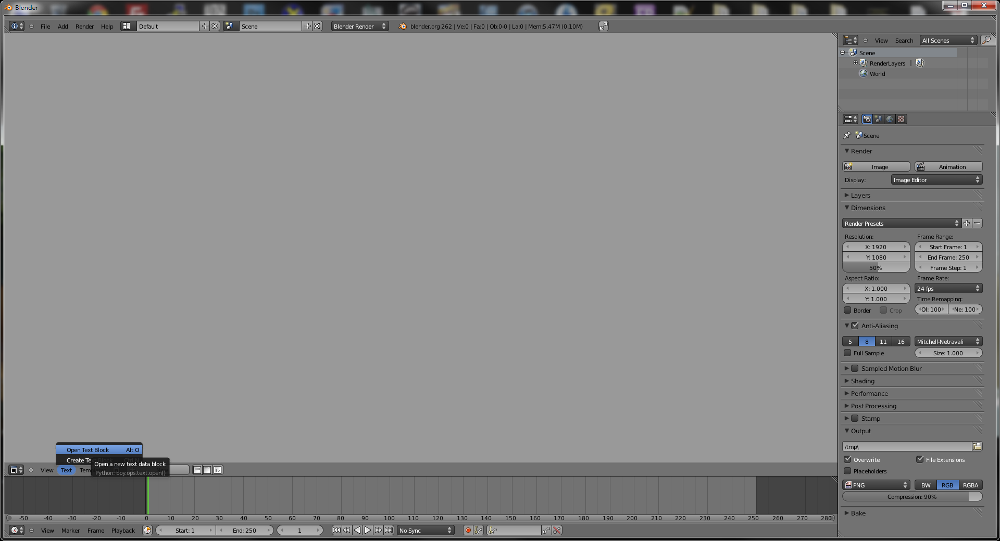 Blender
File Add Render Help Default Scene Blender Render blender.org 262 | Ve:0 | Fa:0 | Ob:0-0 | La:0 | Mem:5.47M (0.10M)
View Search All Scenes
Scene
RenderLayers |
World
Scene
Render
Image Animation
Display: Image Editor
Layers
Dimensions
Render Presets
Resolution: Frame Range:
X: 1920 Start Frame: 1
Y: 1080 End Frame: 250
50% Frame Step: 1
Aspect Ratio: Frame Rate:
X: 1.000 24 fps
Y: 1.000 Time Remapping:
Border Crop Ol: 100 Ne: 100
Anti-Aliasing
5 8 11 16 Mitchell-Netravali
Full Sample Size: 1.000
Sampled Motion Blur
Shading
Performance
Post Processing
Stamp
Output
/tmp\
Overwrite File Extensions
Placeholders
PNG BW RGB RGBA
Compression: 90%
Bake
Open Text Block Alt O
Create Te
Open a new text data block
Python: bpy.ops.text.open()
View Text Tem
-50 -40 -30 -20 -10 0 10 20 30 40 50 60 70 80 90 100 110 120 130 140 150 160 170 180 190 200 210 220 230 240 250 260 270 280
View Marker Frame Playback Start: 1 End: 250 1 No Sync